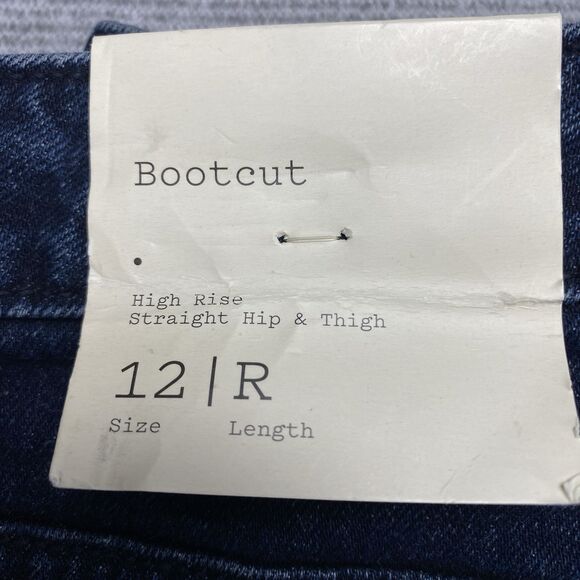 Bootcut
High Rise
Straight Hip & Thigh
12 | R
Size Length